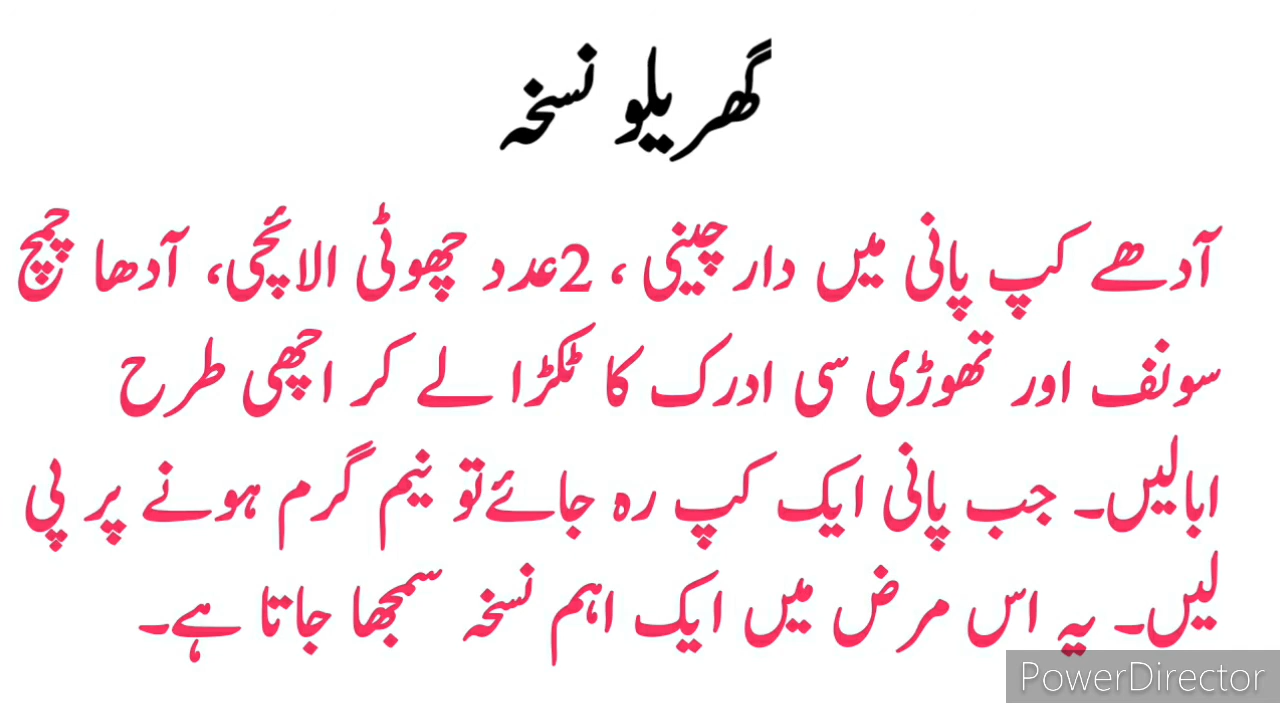 گھریلو نسخہ
آدھے کپ پانی میں دار چینی، 2عدد چھوٹی الائچی، آدھا چمچ
سونف اور تھوڑی سی ادرک کا ٹکڑا لے کر اچھی طرح
ابالیں۔ جب پانی ایک کپ رہ جائےتو نیم گرم ہونے پر پی
لیں۔ یہ اس مرض میں ایک اہم نسخہ سمجھا جاتا ہے۔
PowerDirector